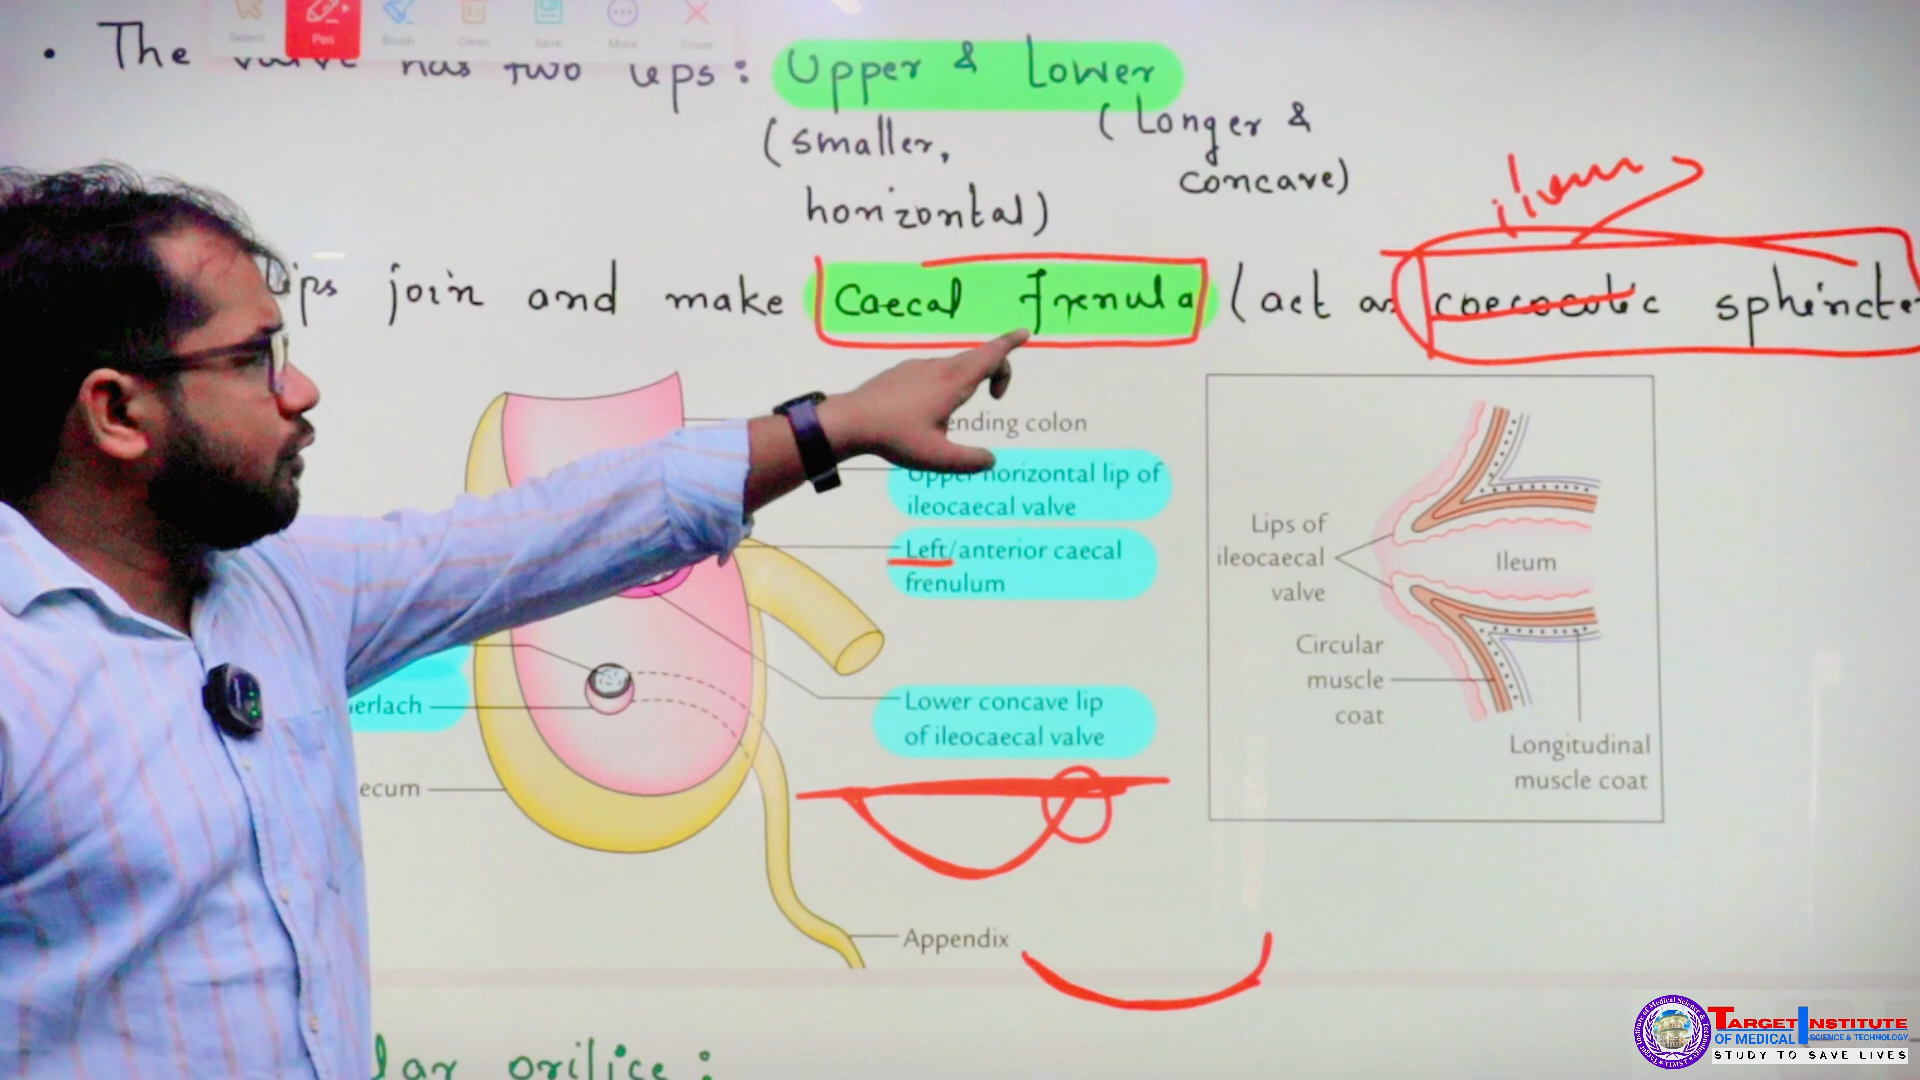 Select Pen Brush Clean Save More Close
• The valve has two lips: Upper & Lower
(smaller, (Longer &
horizontal) concave)
ileum
lips join and make Caecal frenula (act as sphincte
ending colon
Upper horizontal lip of
ileocaecal valve
Left/anterior caecal
frenulum
erlach
Lower concave lip
of ileocaecal valve
ecum
Appendix
Lips of
ileocaecal
valve
Ileum
Circular
muscle
coat
Longitudinal
muscle coat
lar orifice:
TARGET INSTITUTE
OF MEDICAL SCIENCE & TECHNOLOGY
STUDY TO SAVE LIVES